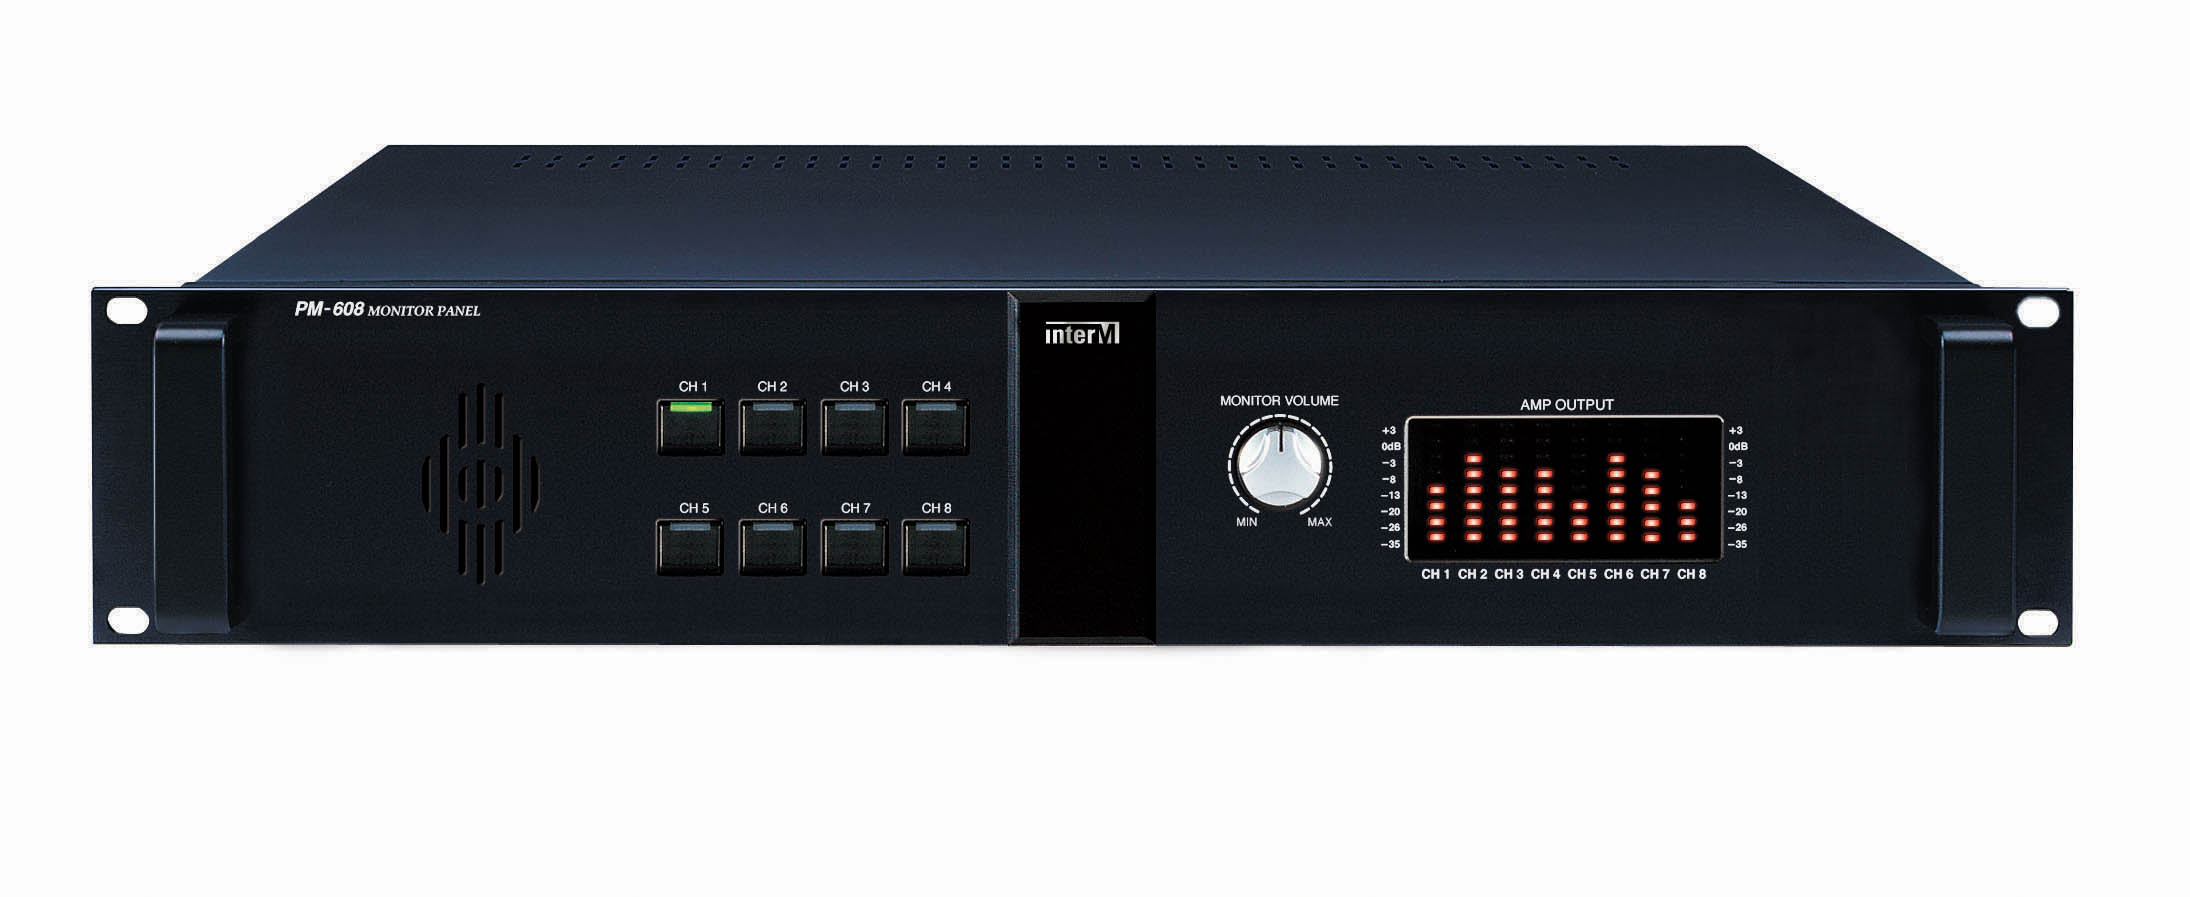 PM-608 MONITOR PANEL
interM
CH 1 CH 2 CH 3 CH 4
CH 5 CH 6 CH 7 CH 8
MONITOR VOLUME
MIN MAX
AMP OUTPUT
+3 +3
0dB 0dB
-3 -3
-8 -8
-13 -13
-20 -20
-26 -26
-35 -35
CH 1 CH 2 CH 3 CH 4 CH 5 CH 6 CH 7 CH 8